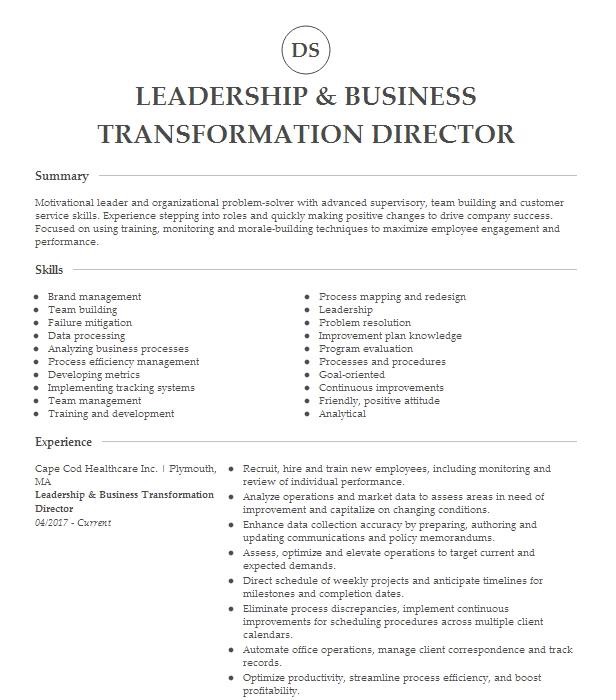 DS
LEADERSHIP & BUSINESS
TRANSFORMATION DIRECTOR
Summary
Motivational leader and organizational problem-solver with advanced supervisory, team building and customer
service skills. Experience stepping into roles and quickly making positive changes to drive company success.
Focused on using training, monitoring and morale-building techniques to maximize employee engagement and
performance.
Skills
Brand management
Team building
Failure mitigation
Data processing
Analyzing business processes
Process efficiency management
Developing metrics
Implementing tracking systems
Team management
Training and development
Process mapping and redesign
Leadership
Problem resolution
Improvement plan knowledge
Program evaluation
Processes and procedures
Goal-oriented
Continuous improvements
Friendly, positive attitude
Analytical
Experience
Cape Cod Healthcare Inc. | Plymouth,
MA
Leadership & Business Transformation
Director
04/2017 - Current
Recruit, hire and train new employees, including monitoring and
review of individual performance.
Analyze operations and market data to assess areas in need of
improvement and capitalize on changing conditions.
Enhance data collection accuracy by preparing, authoring and
updating communications and policy memorandums.
Assess, optimize and elevate operations to target current and
expected demands.
Direct schedule of weekly projects and anticipate timelines for
milestones and completion dates.
Eliminate process discrepancies, implement continuous
improvements for scheduling procedures across multiple client
calendars.
Automate office operations, manage client correspondence and track
records.
Optimize productivity, streamline process efficiency, and boost
profitability.